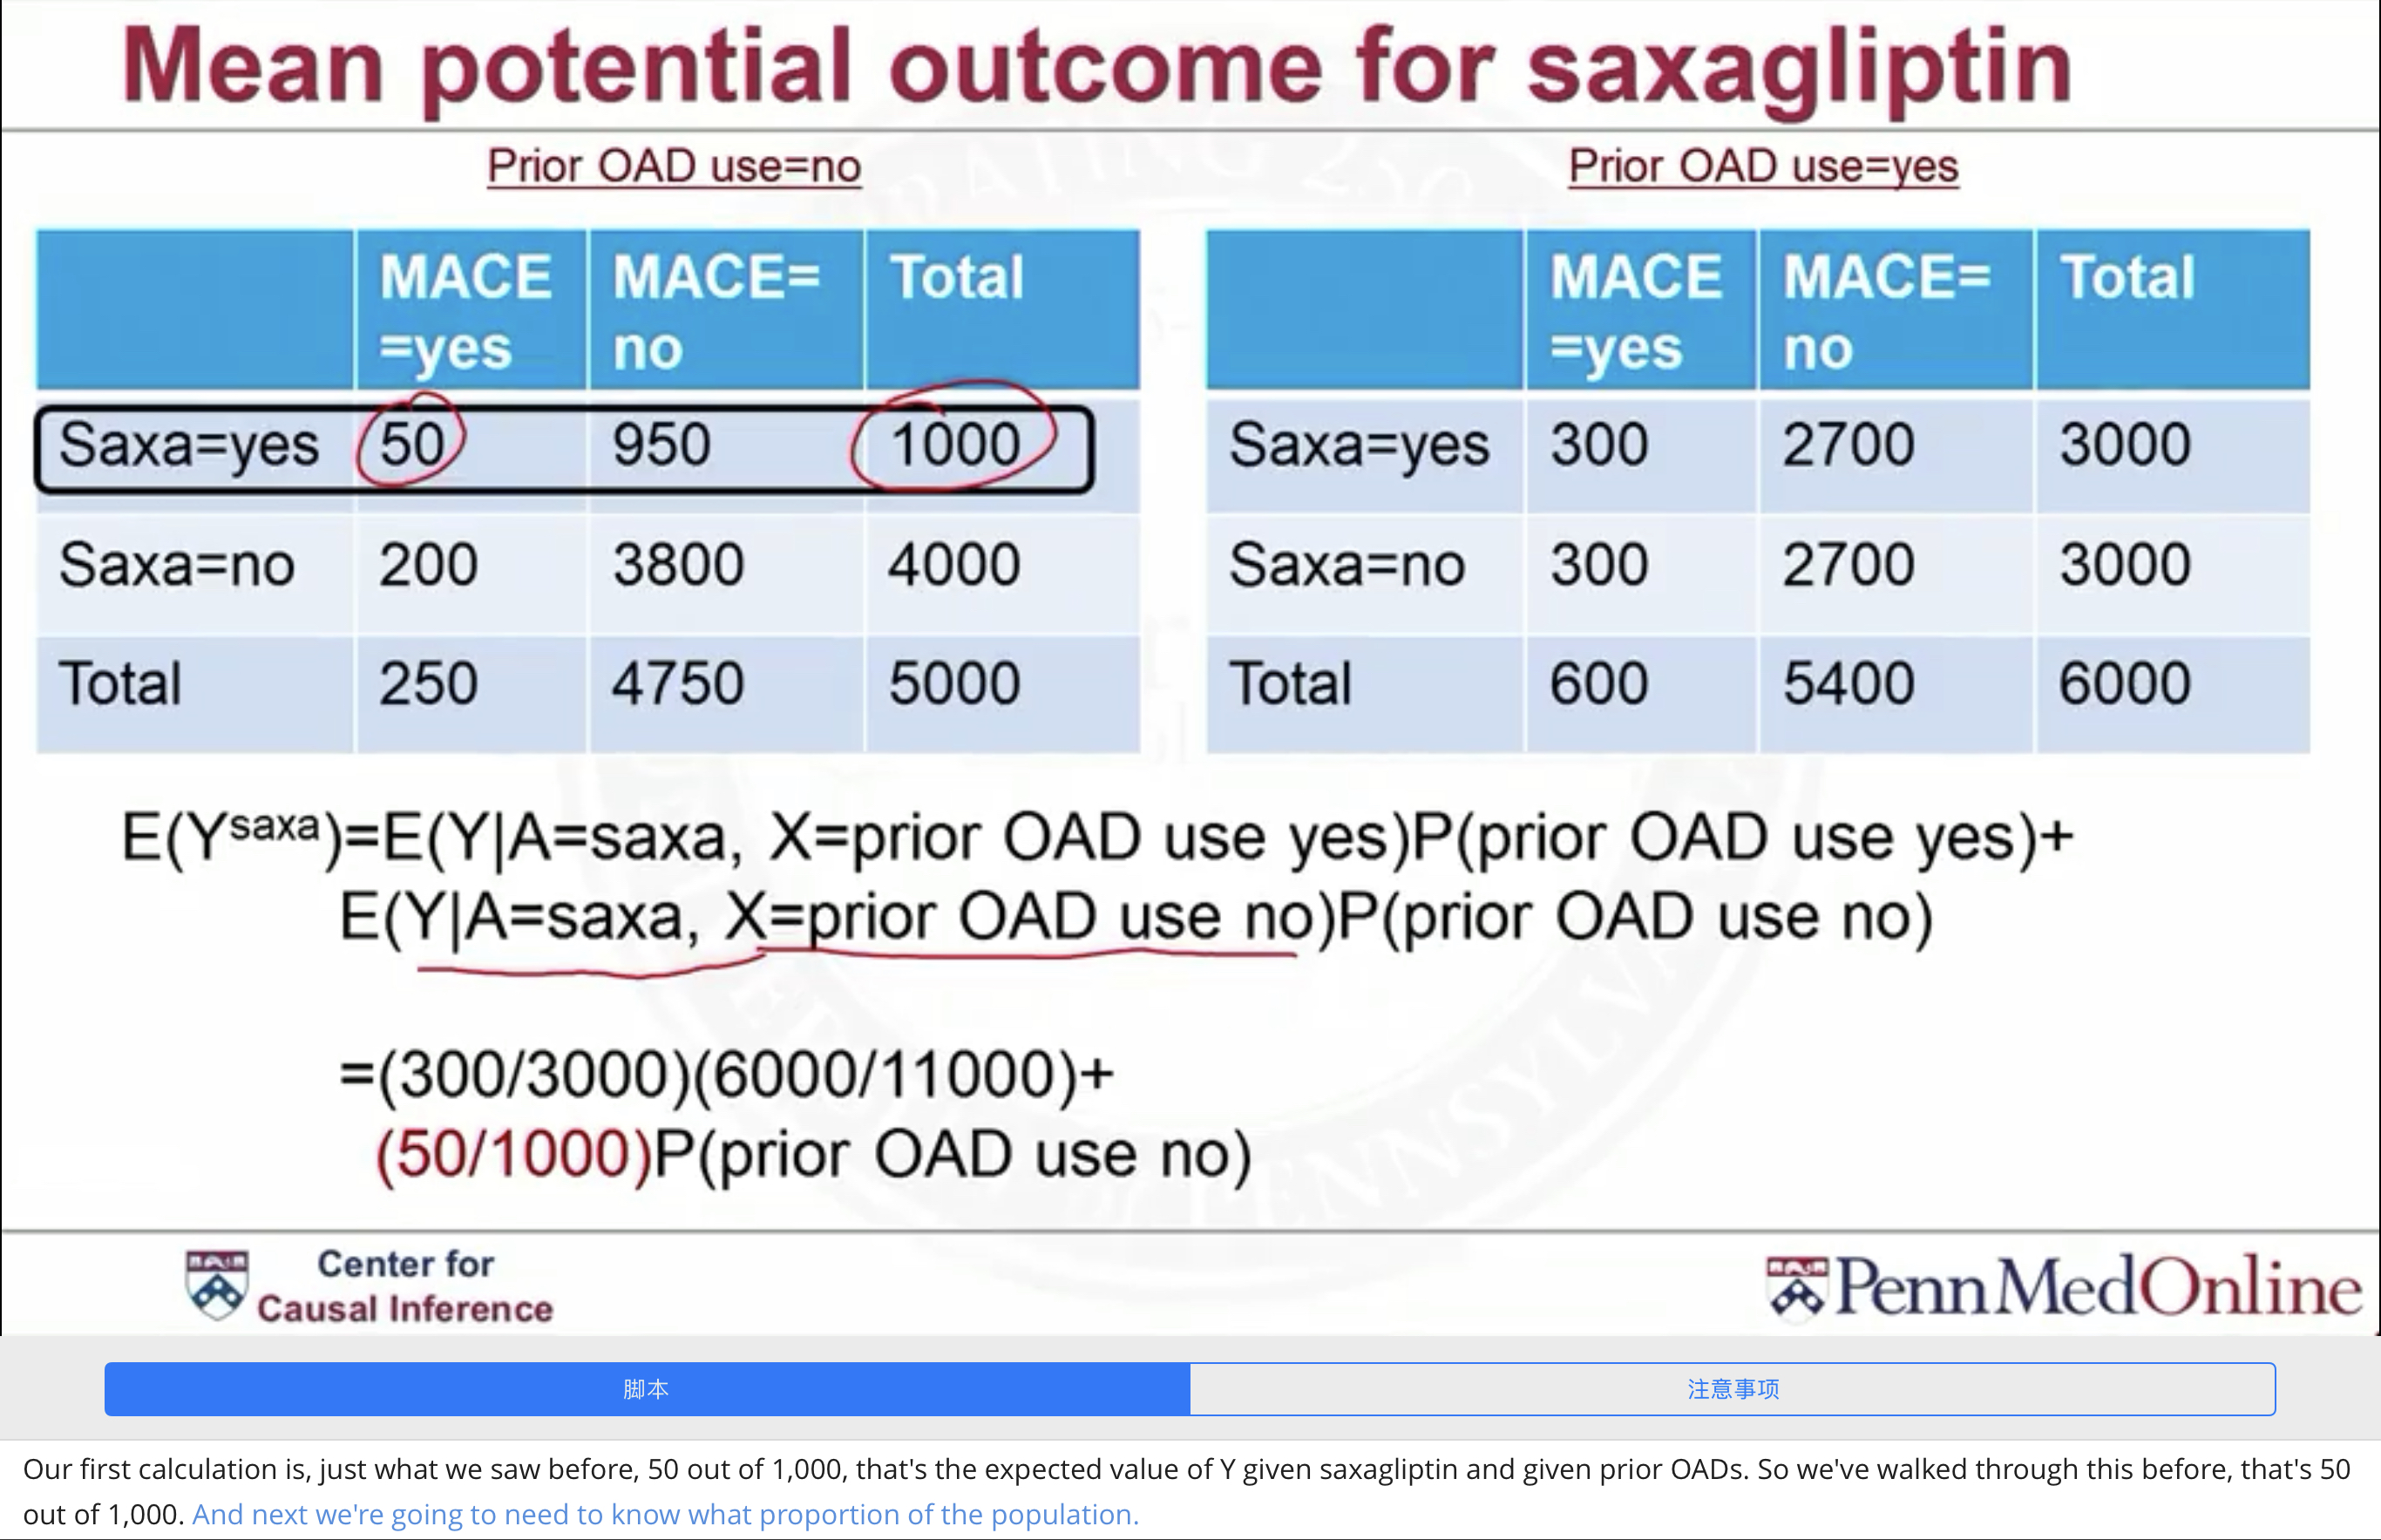 Mean potential outcome for saxagliptin
Prior OAD use=no
MACE =yes MACE= no Total
Saxa=yes 50 950 1000
Saxa=no 200 3800 4000
Total 250 4750 5000
Prior OAD use=yes
MACE =yes MACE= no Total
Saxa=yes 300 2700 3000
Saxa=no 300 2700 3000
Total 600 5400 6000
E(Y^saxa)=E(Y|A=saxa, X=prior OAD use yes)P(prior OAD use yes)+
E(Y|A=saxa, X=prior OAD use no)P(prior OAD use no)
=(300/3000)(6000/11000)+
(50/1000)P(prior OAD use no)
Center for
Causal Inference
PennMedOnline
脚本
注意事项
Our first calculation is, just what we saw before, 50 out of 1,000, that's the expected value of Y given saxagliptin and given prior OADs. So we've walked through this before, that's 50
out of 1,000. And next we're going to need to know what proportion of the population.